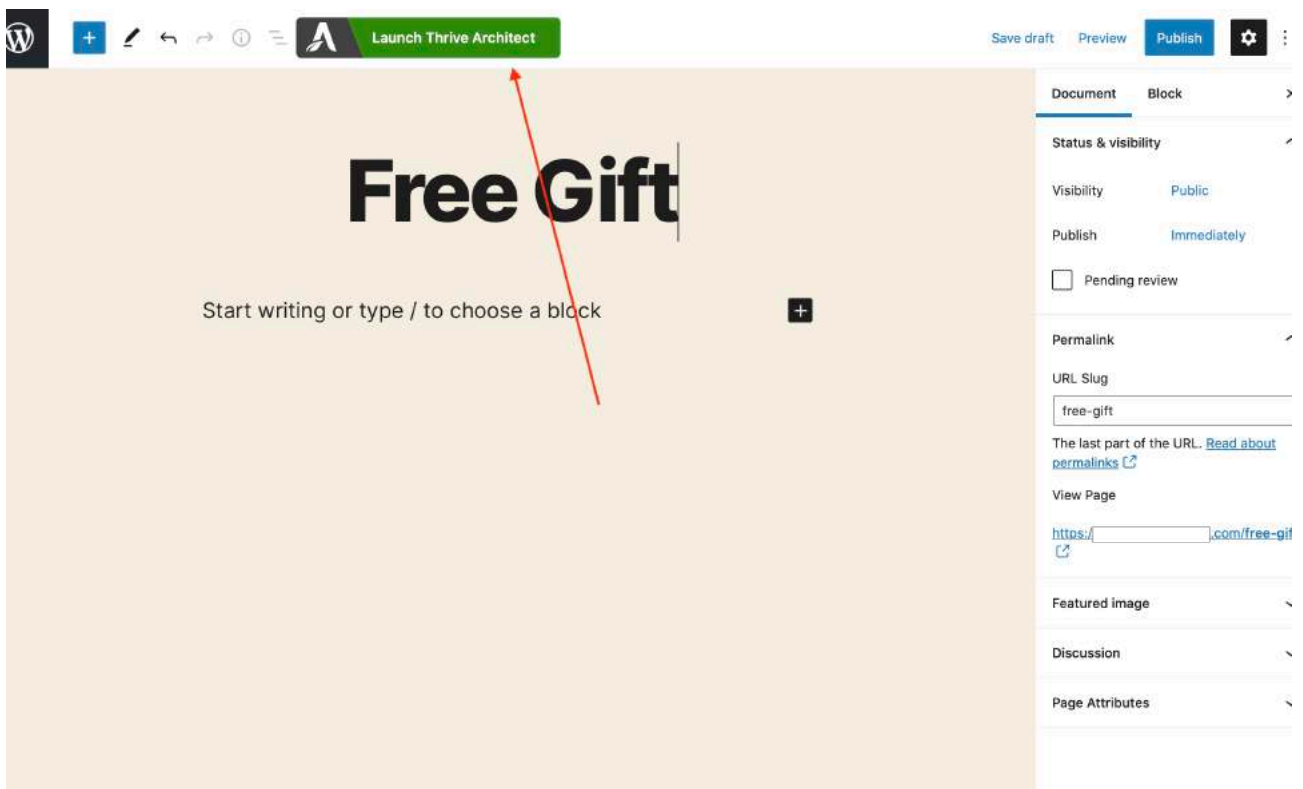 Launch Thrive Architect
Save draft Preview Publish
Free Gift
Start writing or type / to choose a block
Document Block
Status & visibility
Visibility Public
Publish Immediately
Pending review
Permalink
URL Slug
free-gift
The last part of the URL. Read about
permalinks
View Page
https:/ .com/free-gif
Featured image
Discussion
Page Attributes